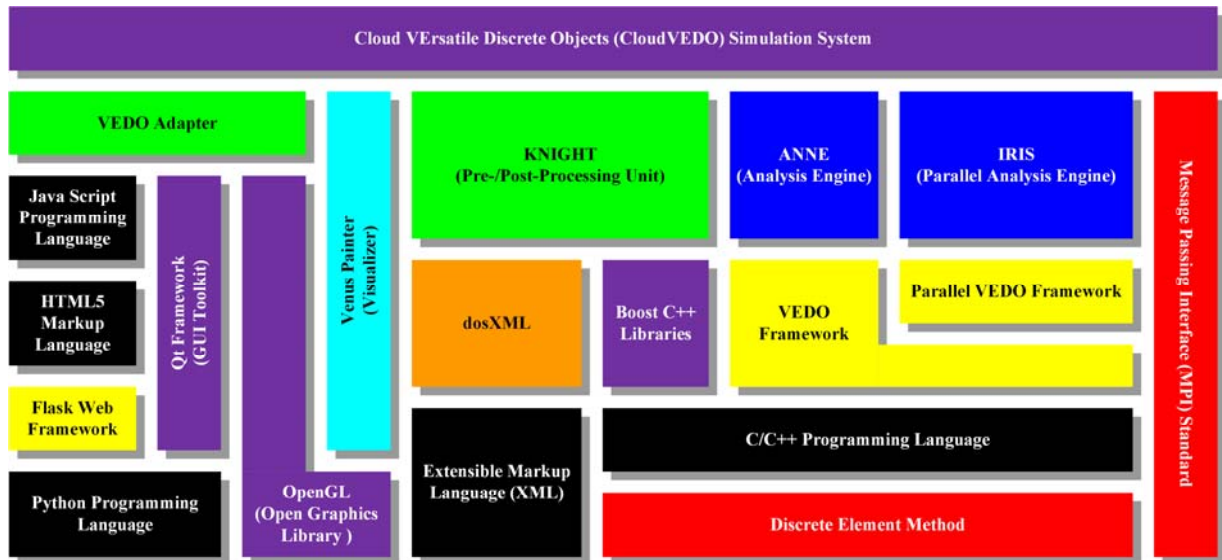 Cloud VErsatile Discrete Objects (CloudVEDO) Simulation System
VEDO Adapter
Java Script
Programming
Language
HTML5
Markup
Language
Flask Web
Framework
Python Programming
Language
Qt Framework
(GUI Toolkit)
OpenGL
(Open Graphics
Library )
Venus Painter
(Visualizer)
KNIGHT
(Pre-/Post-Processing Unit)
dosXML
Boost C++
Libraries
Extensible Markup
Language (XML)
ANNE
(Analysis Engine)
IRIS
(Parallel Analysis Engine)
VEDO
Framework
Parallel VEDO Framework
C/C++ Programming Language
Discrete Element Method
Message Passing Interface (MPI) Standard